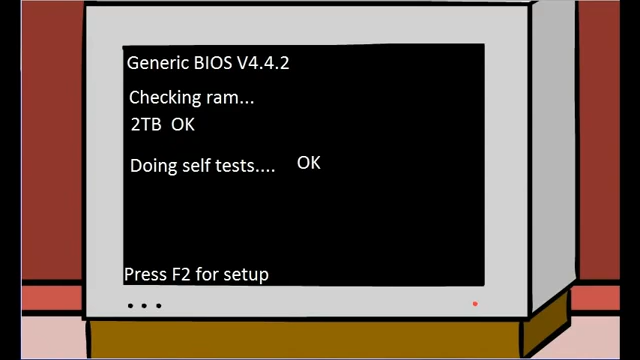 Generic BIOS V4.4.2
Checking ram...
2TB OK
Doing self tests.... OK
Press F2 for setup